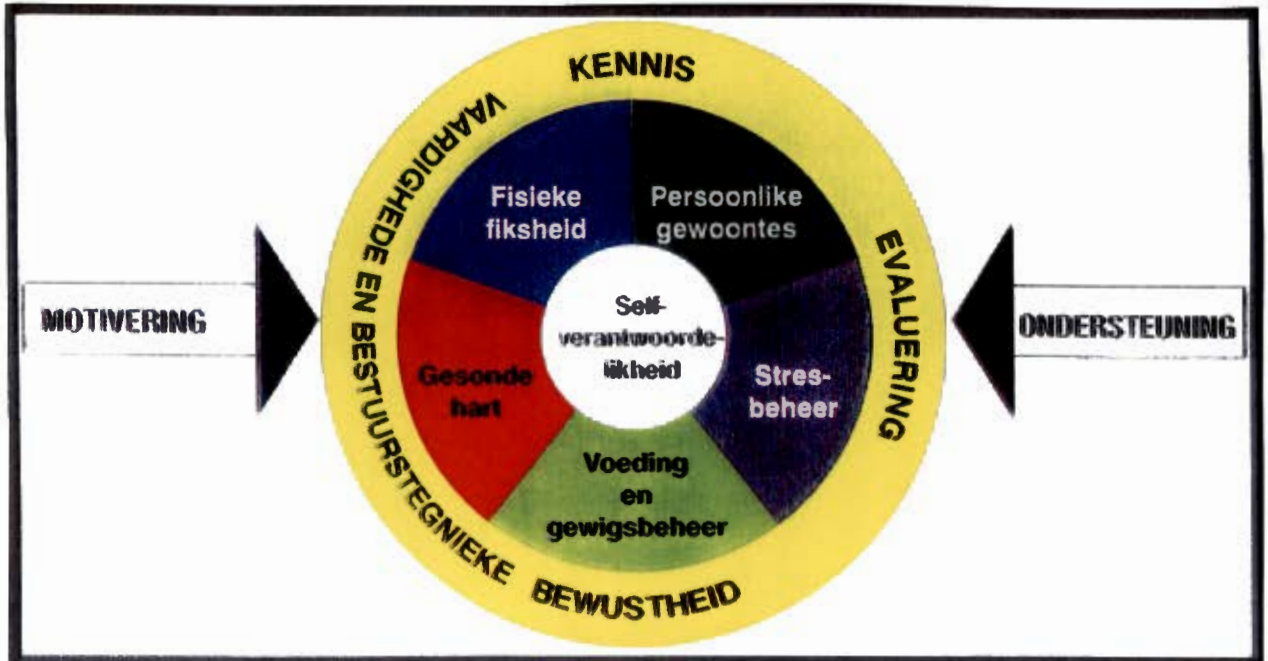 KENNIS
VAARDIGHEDE EN BESTUURSTEGNIEKE
EVALUERING
BEWUSTHEID
Fisieke
fiksheid
Persoonlike
gewoontes
Gesonde
hart
Self-
verantwoorde-
likheid
Stres-
beheer
Voeding
en
gewigsbeheer
MOTIVERING
ONDERSTEUNING